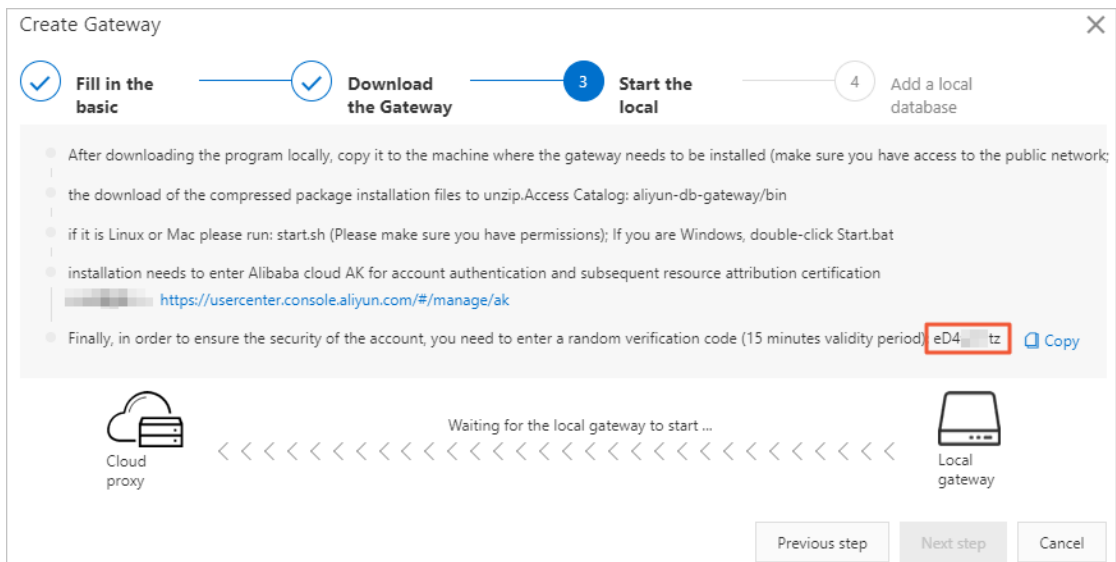 Create Gateway
Fill in the
basic
Download
the Gateway
3
Start the
local
4
Add a local
database
After downloading the program locally, copy it to the machine where the gateway needs to be installed (make sure you have access to the public network;
the download of the compressed package installation files to unzip.Access Catalog: aliyun-db-gateway/bin
if it is Linux or Mac please run: start.sh (Please make sure you have permissions); If you are Windows, double-click Start.bat
installation needs to enter Alibaba cloud AK for account authentication and subsequent resource attribution certification
https://usercenter.console.aliyun.com/#/manage/ak
Finally, in order to ensure the security of the account, you need to enter a random verification code (15 minutes validity period) eD4 tz Copy
Waiting for the local gateway to start ...
Cloud
proxy
Local
gateway
Previous step Next step Cancel